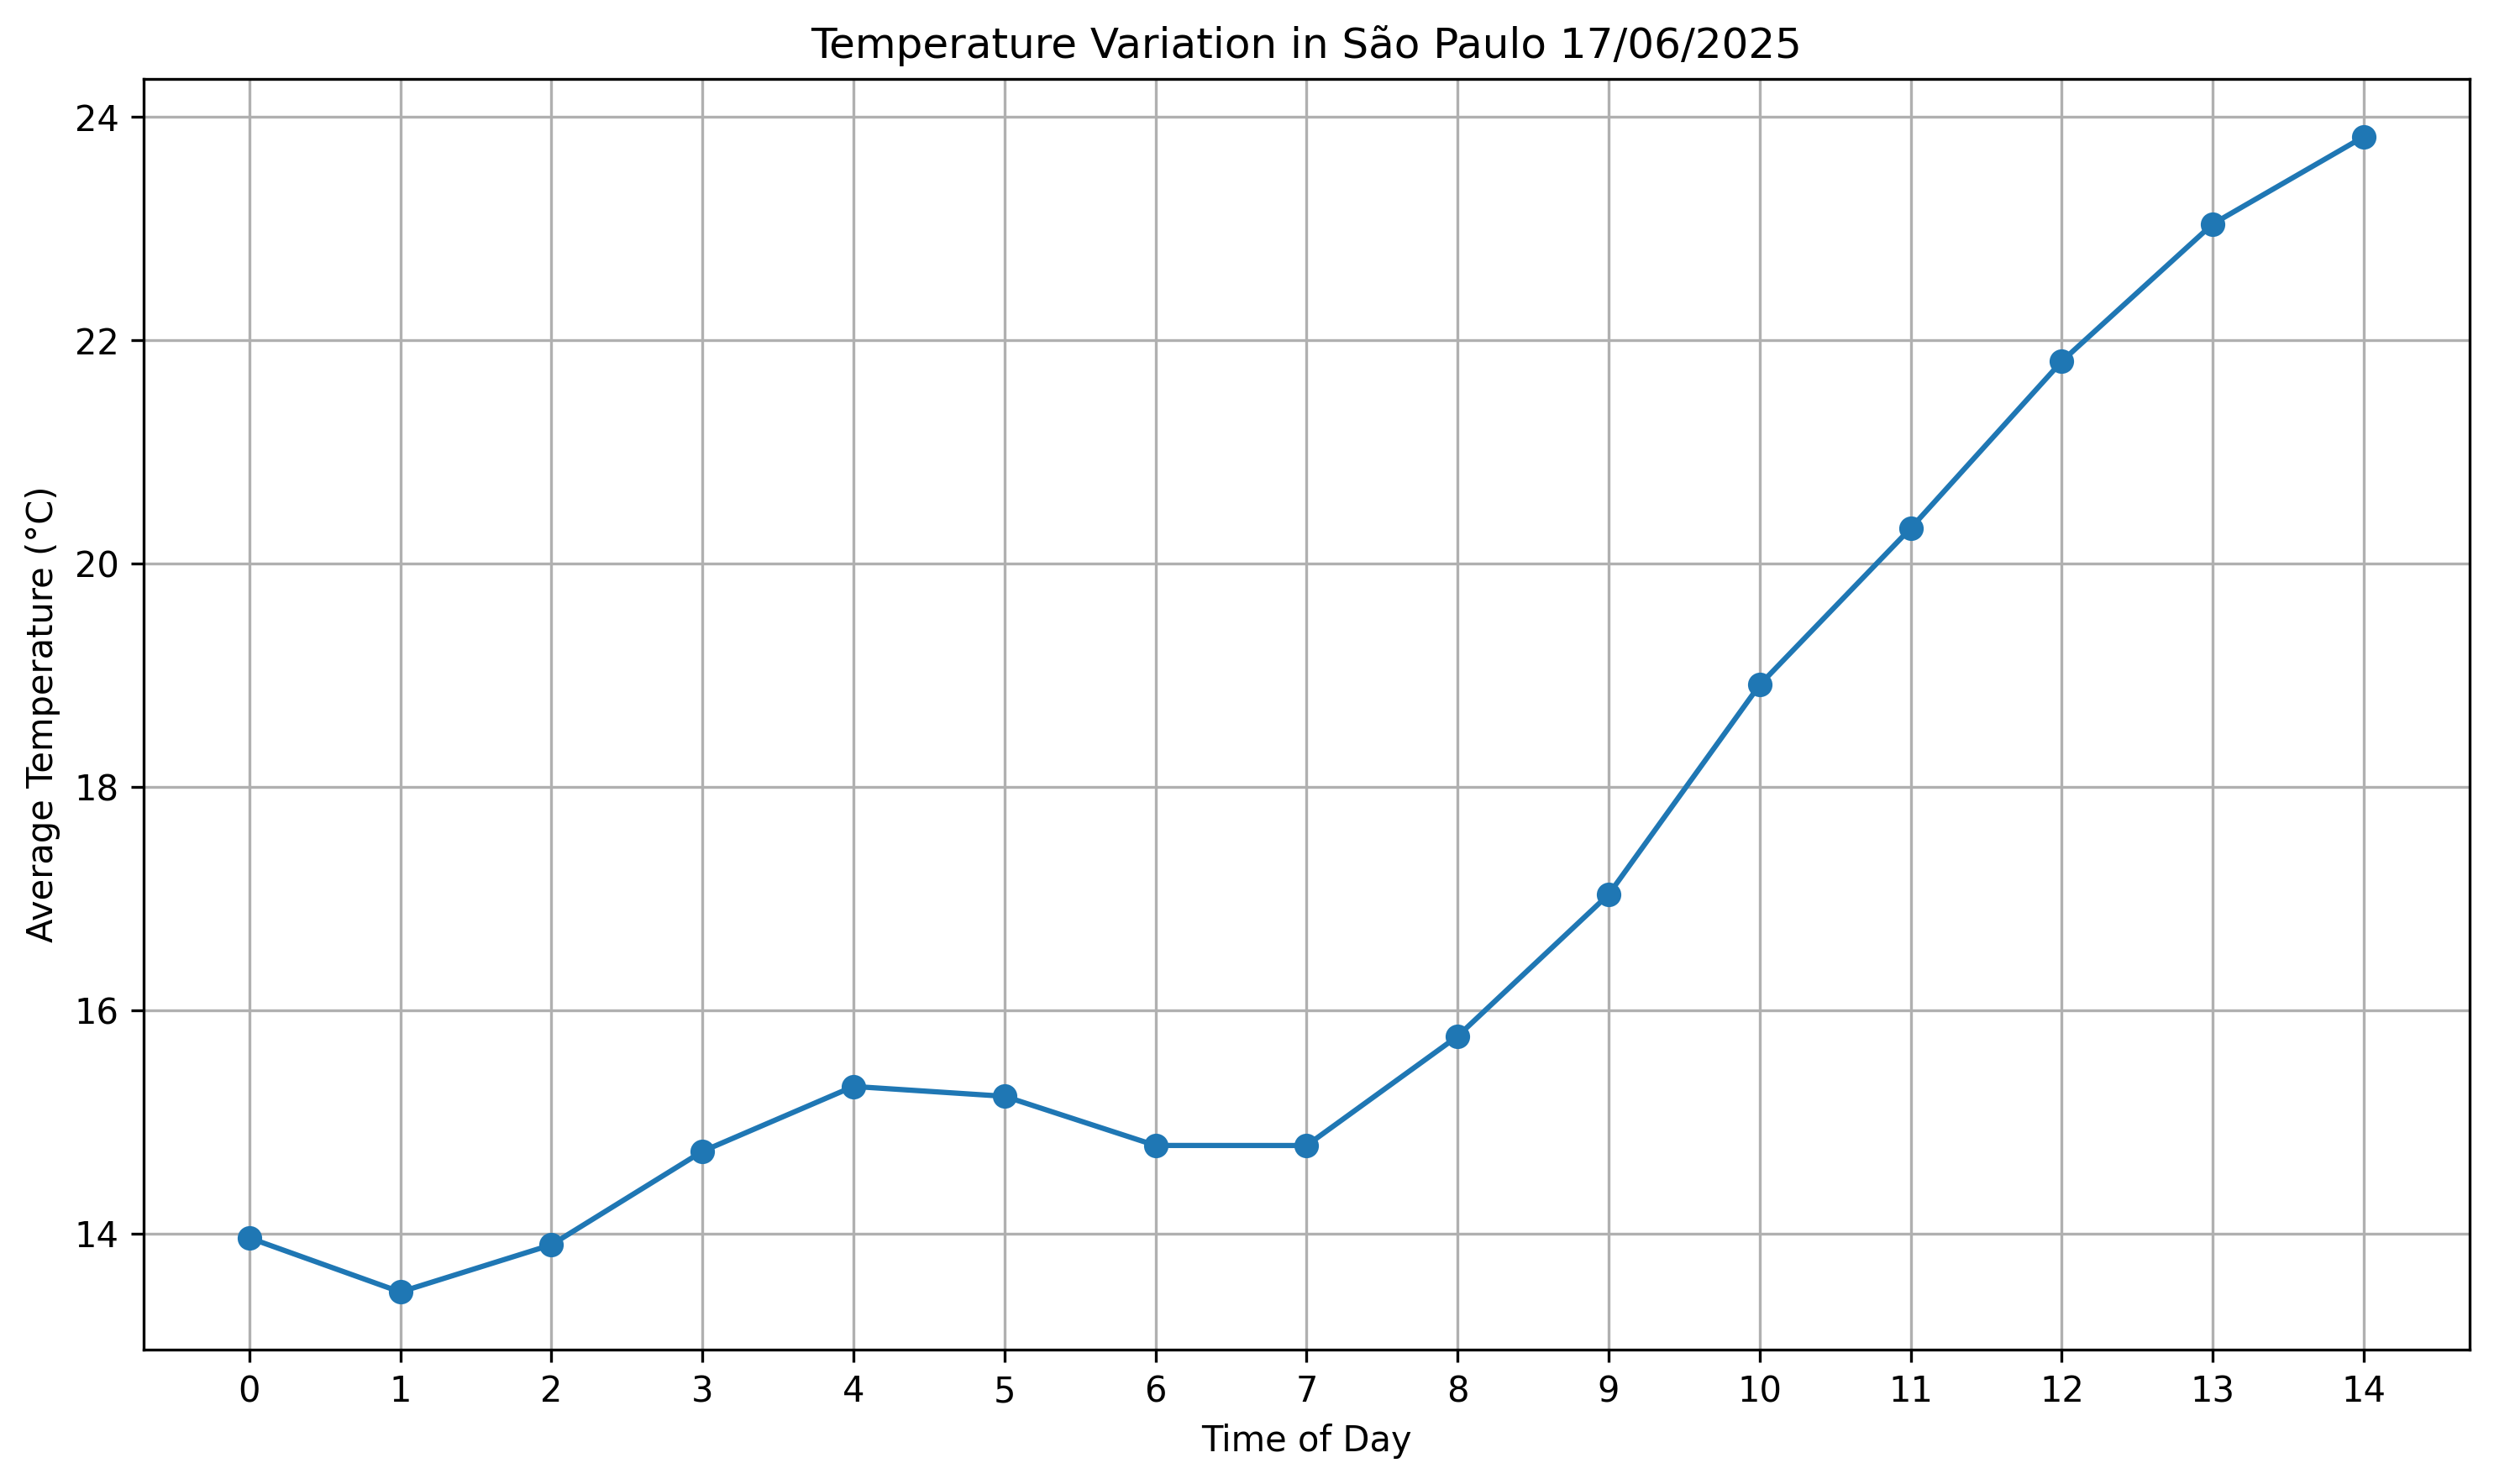 Temperature Variation in São Paulo 17/06/2025
Average Temperature (°C)
24
22
20
18
16
14
0 1 2 3 4 5 6 7 8 9 10 11 12 13 14
Time of Day